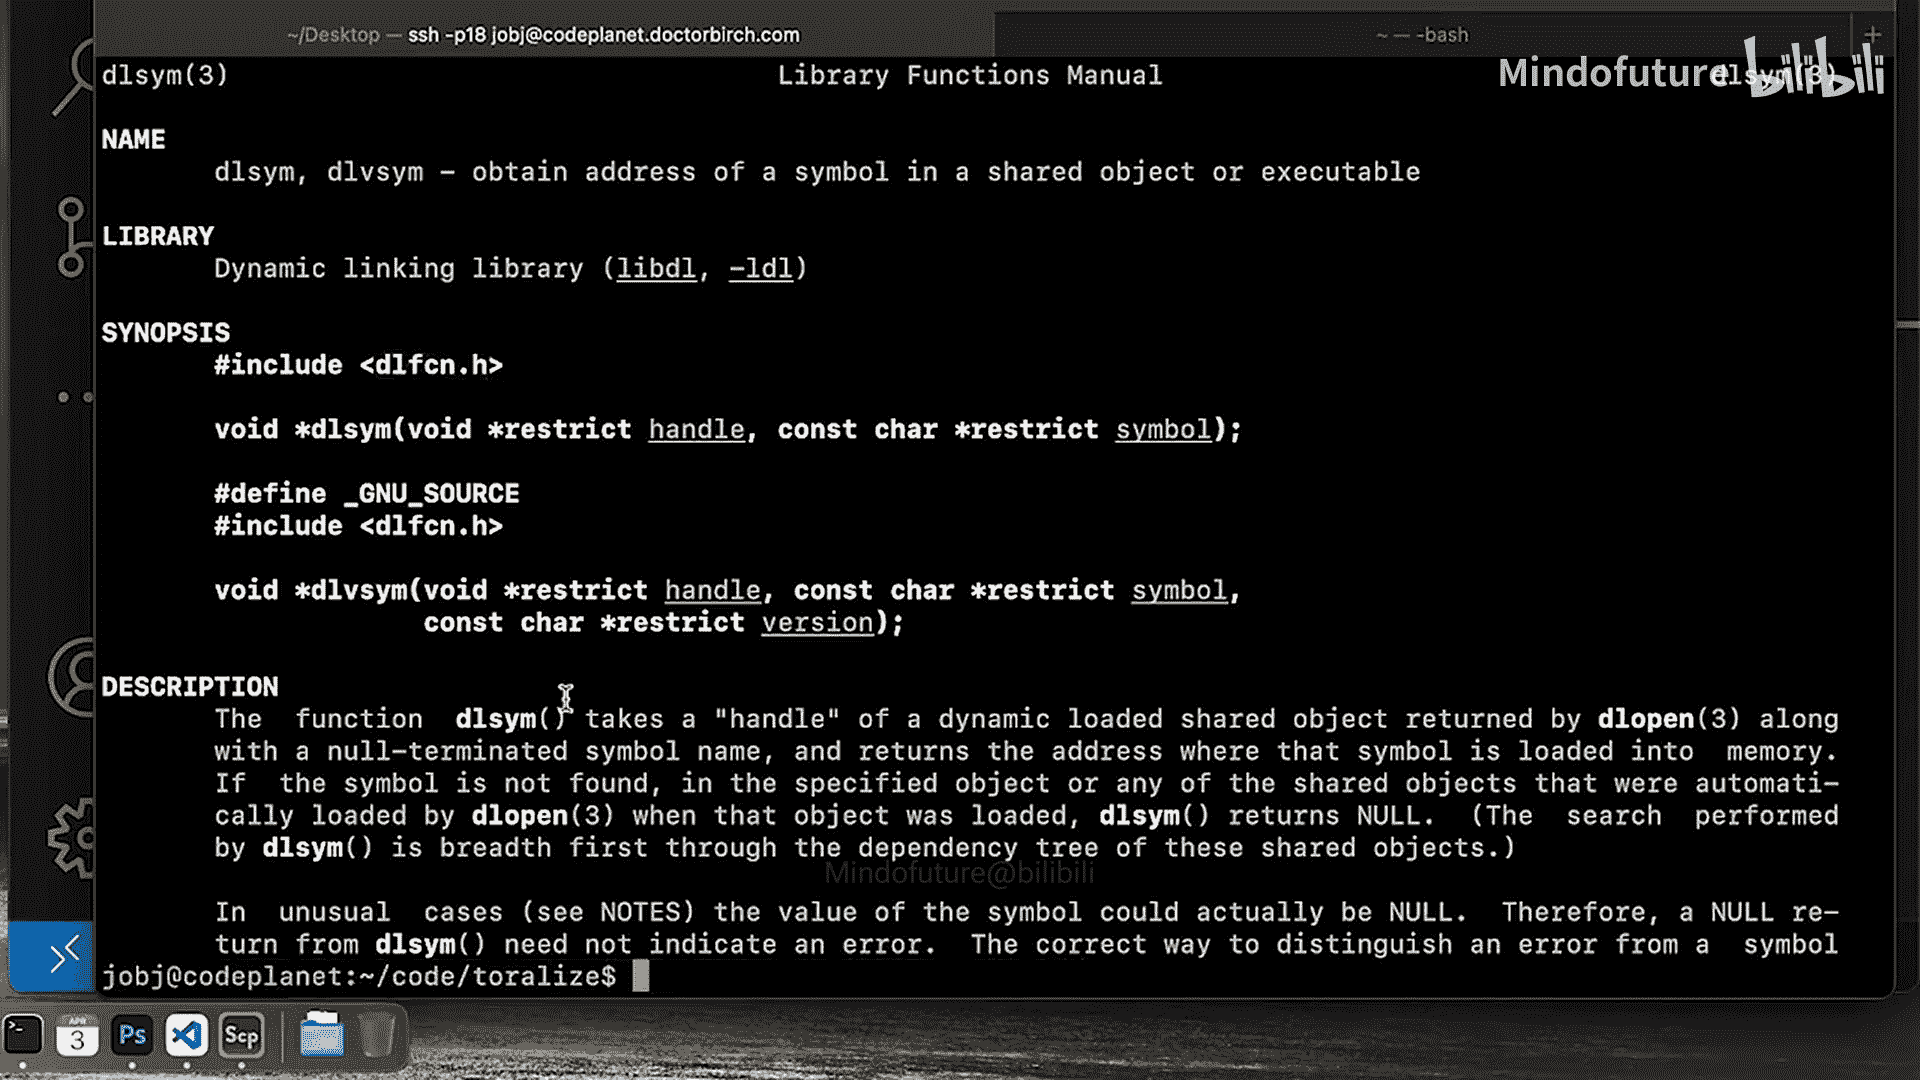 ~/Desktop — ssh -p18 jobj@codeplanet.doctorbirch.com
~ — -bash
+
dlsym(3) Library Functions Manual dlsym(3)
Mindofuture bilibili
NAME
dlsym, dlvsym – obtain address of a symbol in a shared object or executable
LIBRARY
Dynamic linking library (libdl, -ldl)
SYNOPSIS
#include <dlfcn.h>
void *dlsym(void *restrict handle, const char *restrict symbol);
#define _GNU_SOURCE
#include <dlfcn.h>
void *dlvsym(void *restrict handle, const char *restrict symbol,
const char *restrict version);
DESCRIPTION
The function dlsym() takes a "handle" of a dynamic loaded shared object returned by dlopen(3) along
with a null-terminated symbol name, and returns the address where that symbol is loaded into memory.
If the symbol is not found, in the specified object or any of the shared objects that were automati-
cally loaded by dlopen(3) when that object was loaded, dlsym() returns NULL. (The search performed
by dlsym() is breadth first through the dependency tree of these shared objects.)
Mindofuture@bilibili
In unusual cases (see NOTES) the value of the symbol could actually be NULL. Therefore, a NULL re-
turn from dlsym() need not indicate an error. The correct way to distinguish an error from a symbol
jobj@codeplanet:~/code/toralize$
APR
3
Ps
Scp